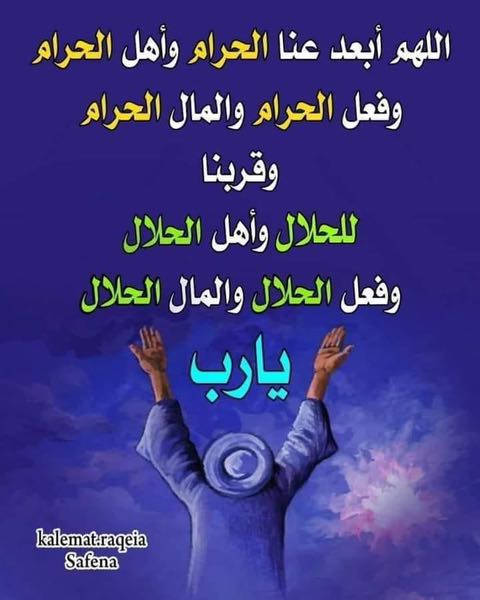 اللهم أبعد عنا الحرام وأهل الحرام
وفعل الحرام والمال الحرام
وقربنا
للحلال وأهل الحلال
وفعل الحلال والمال الحلال
يارب
kalemat.raqeia
Safena